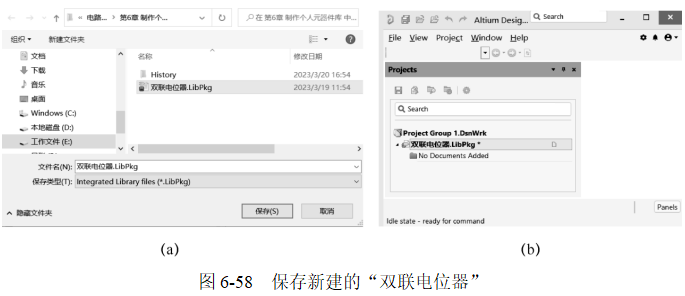 电路... 第6章 制作个人... 在 第6章 制作个人元器件库 中...
组织 新建文件夹
文档
下载
音乐
桌面
Windows (C:)
本地磁盘 (D:)
工作文件 (E:)
名称 修改日期
History 2023/3/20 16:54
双联电位器.LibPkg 2023/3/19 11:54
文件名(N): 双联电位器.LibPkg
保存类型(T): Integrated Library files (*.LibPkg)
隐藏文件夹 保存(S) 取消
(a)
Altium Desig... Search
File View Project Window Help
Projects
Search
Project Group 1.DsnWrk
双联电位器.LibPkg *
No Documents Added
Panels
Idle state - ready for command
(b)
图 6-58 保存新建的“双联电位器”